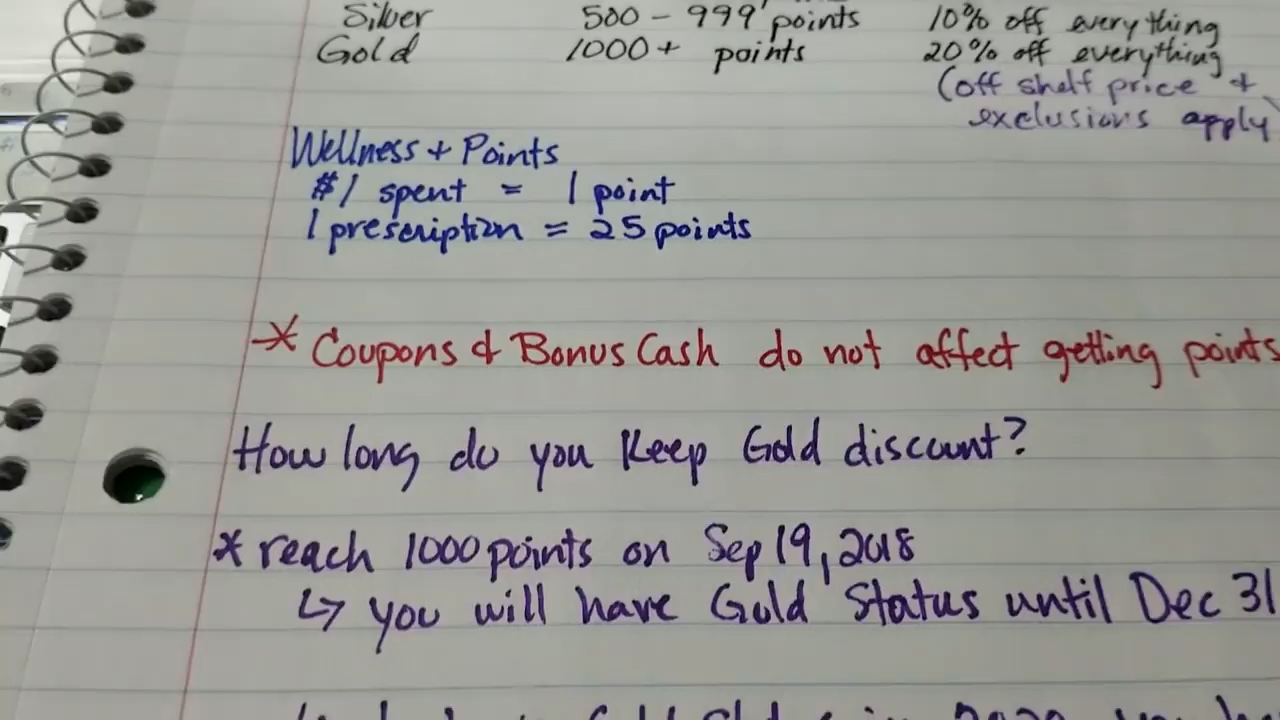 Silver 500 - 999 points 10% off everything
Gold 1000+ points 20% off everything
(off shelf price +
exclusions apply)
Wellness + Points
$1 spent = 1 point
1 prescription = 25 points
* Coupons & Bonus Cash do not affect getting points
How long do you keep Gold discount?
* reach 1000 points on Sep 19, 2018
↳ you will have Gold Status until Dec 31
in 2020